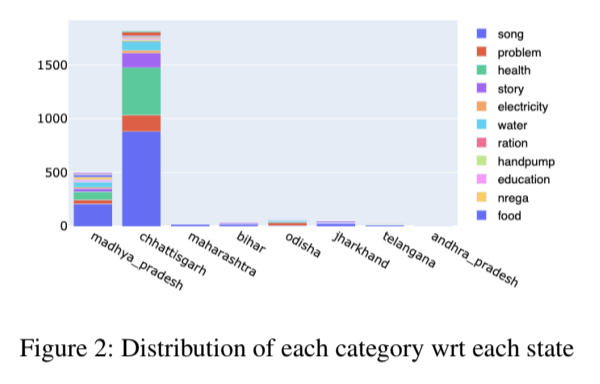 1500
1000
500
0
madhya_pradesh
chhattisgarh
maharashtra
bihar
odisha
jharkhand
telangana
andhra_pradesh
song
problem
health
story
electricity
water
ration
handpump
education
nrega
food
Figure 2: Distribution of each category wrt each state